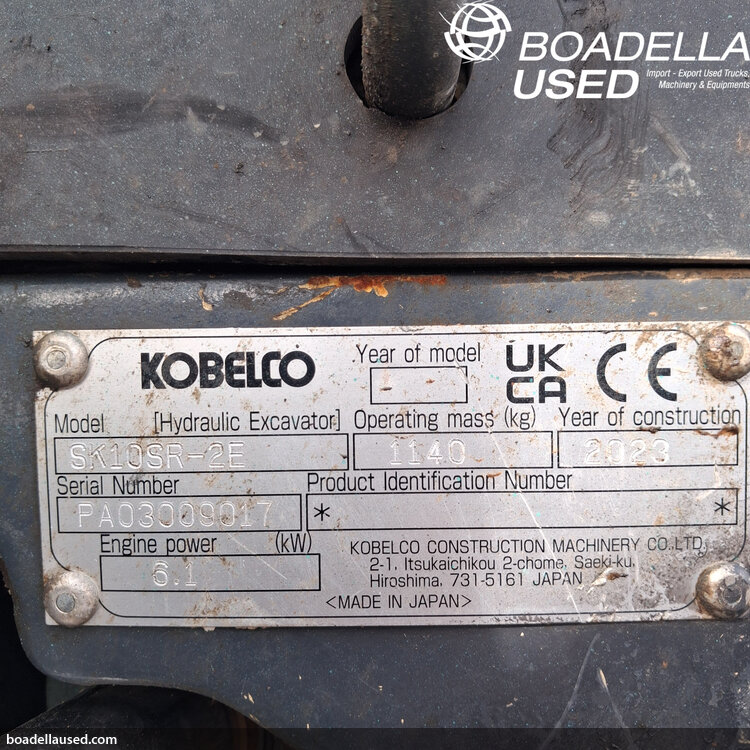 BOADELLA
USED
Import - Export Used Trucks,
Machinery & Equipments
KOBELCO
Year of model
UK
CA
CE
Model [Hydraulic Excavator] Operating mass (kg) Year of construction
SK10SR-2E 1140 2023
Serial Number Product Identification Number
PA03009017 * *
Engine power (kW)
6.1
KOBELCO CONSTRUCTION MACHINERY CO.,LTD.
2-1, Itsukaichikou 2-chome, Saeki-ku,
Hiroshima, 731-5161 JAPAN
<MADE IN JAPAN>
boadellaused.com